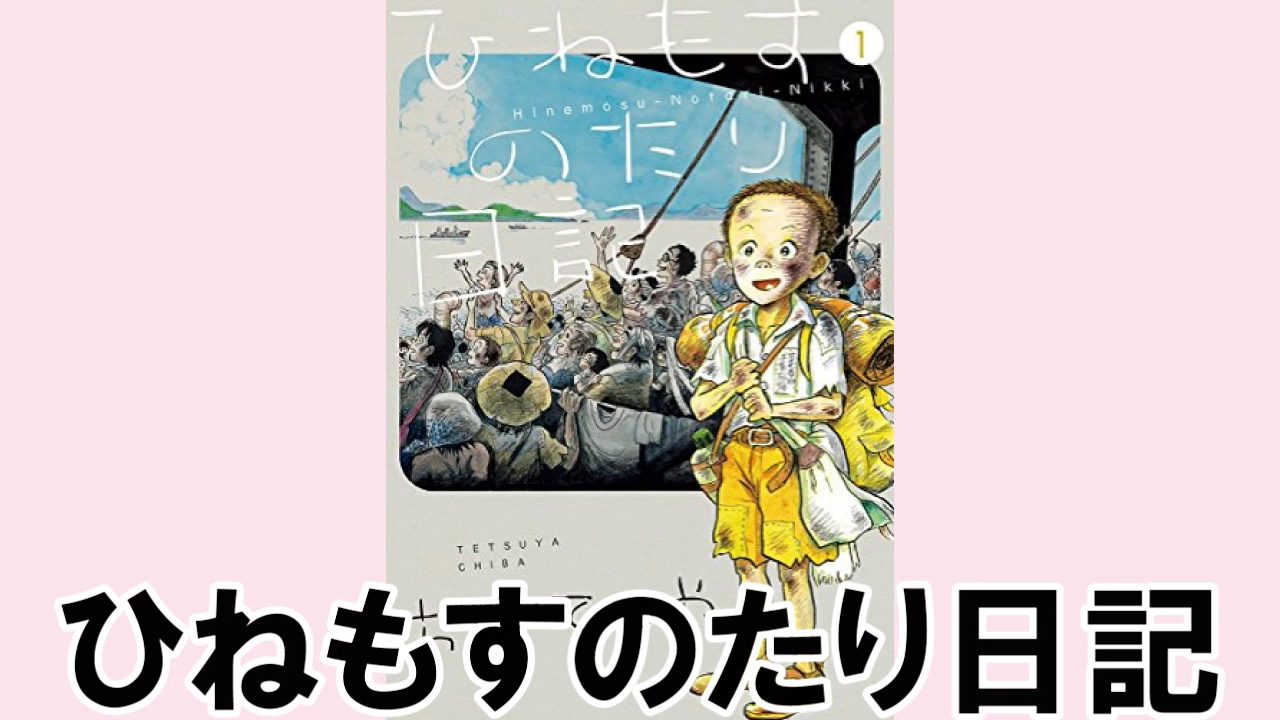 ひねもす
1
Hinemosu-Notari-Nikki
のたり
日記
TETSUYA
CHIBA
ひねもすのたり日記